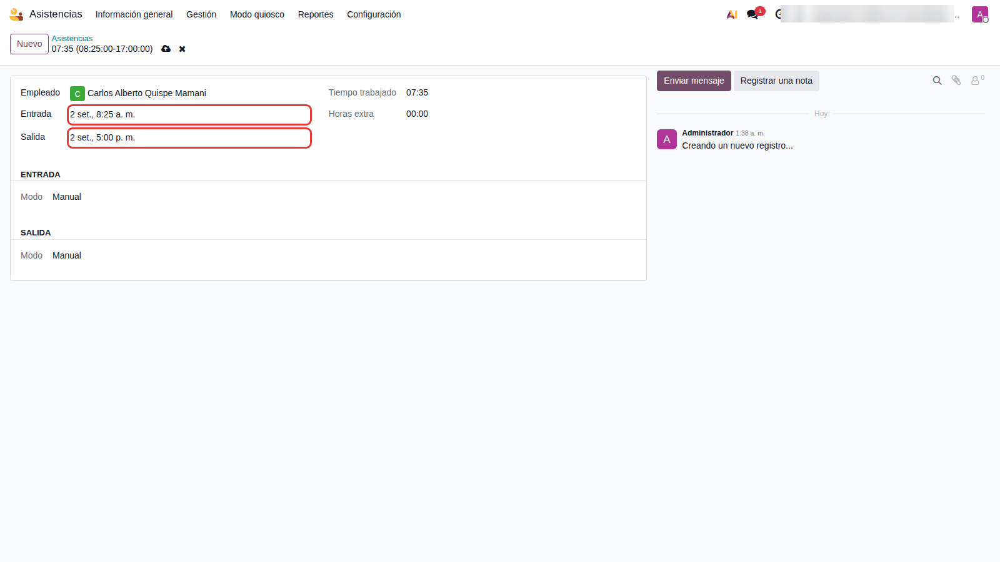 Asistencias Información general Gestión Modo quiosco Reportes Configuración AI 1 .. A
Nuevo
Asistencias
07:35 (08:25:00-17:00:00)
Enviar mensaje Registrar una nota 0
Empleado C Carlos Alberto Quispe Mamani Tiempo trabajado 07:35
Entrada 2 set., 8:25 a. m. Horas extra 00:00
Salida 2 set., 5:00 p. m.
Hoy
A Administrador 1:38 a. m.
Creando un nuevo registro...
ENTRADA
Modo Manual
SALIDA
Modo Manual